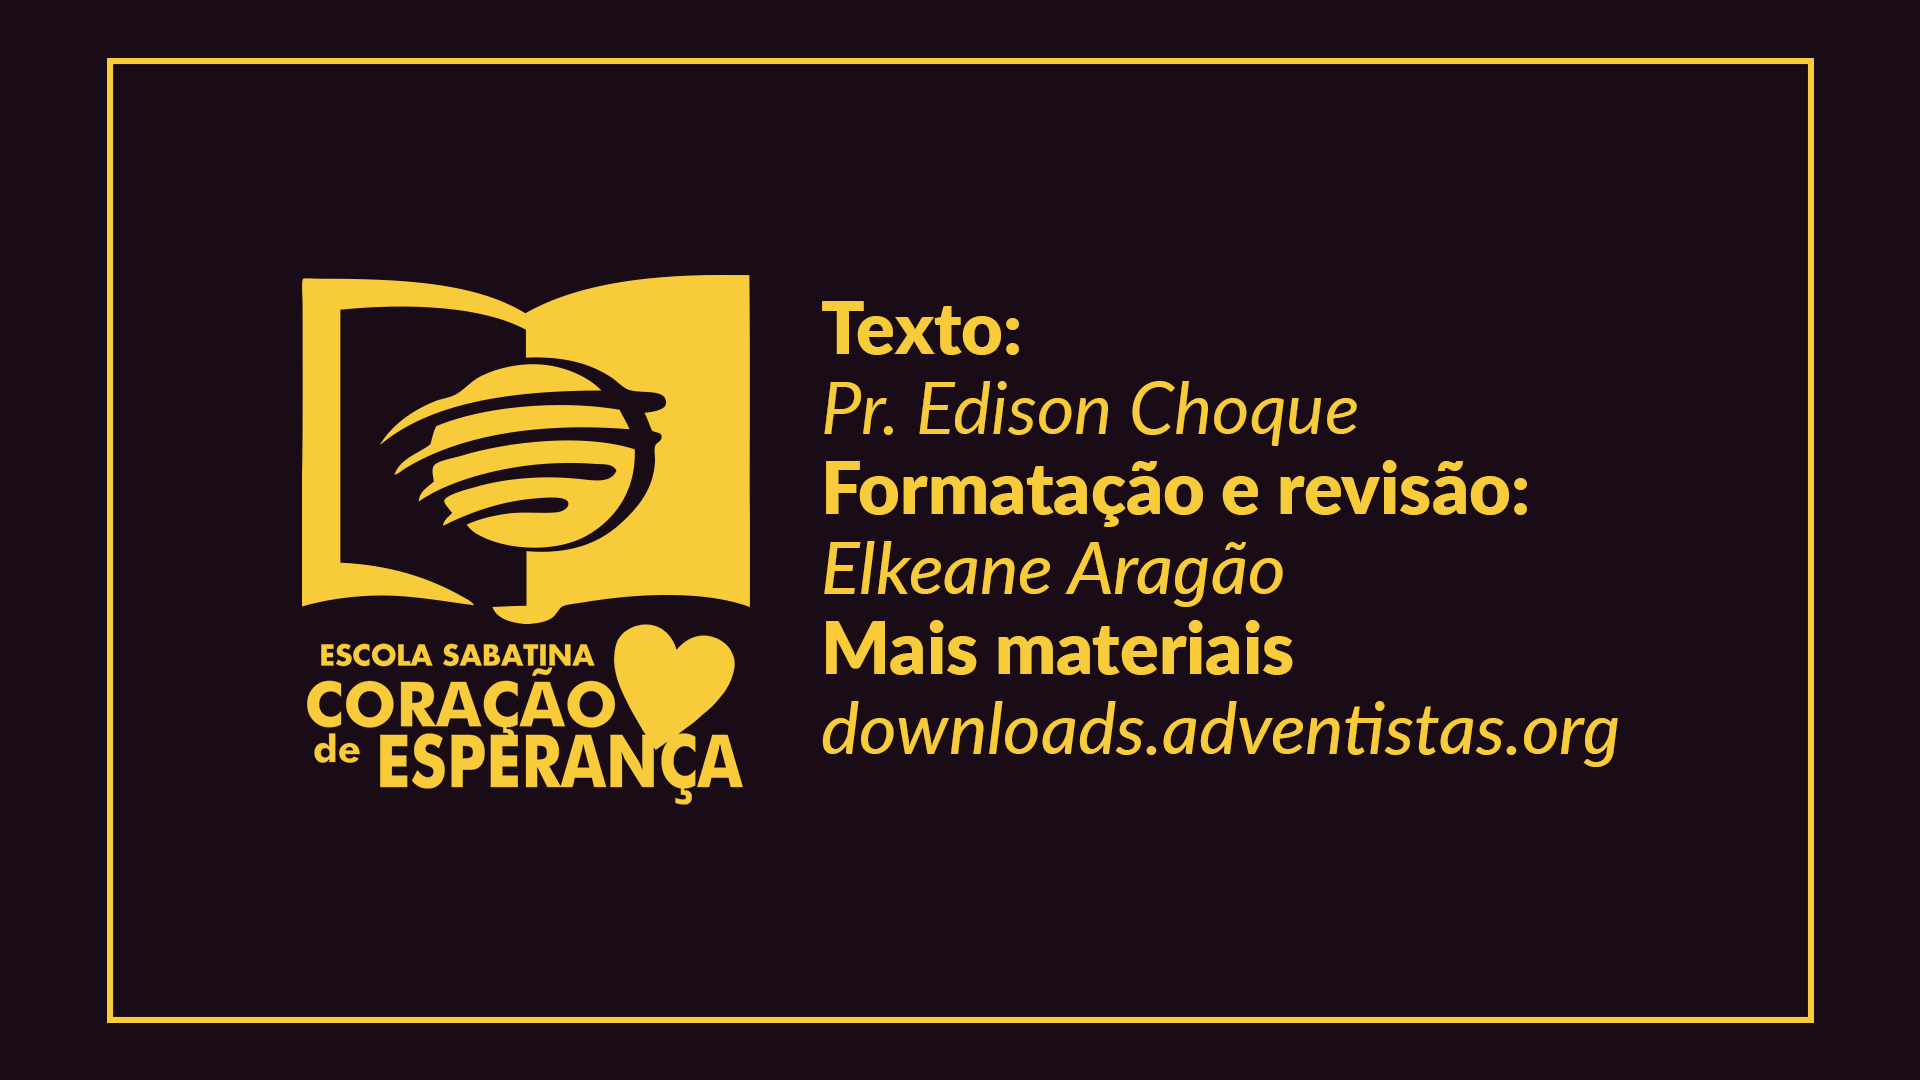 ESCOLA SABATINA
CORAÇÃO
de ESPERANÇA
Texto:
Pr. Edison Choque
Formatação e revisão:
Elkeane Aragão
Mais materiais
downloads.adventistas.org